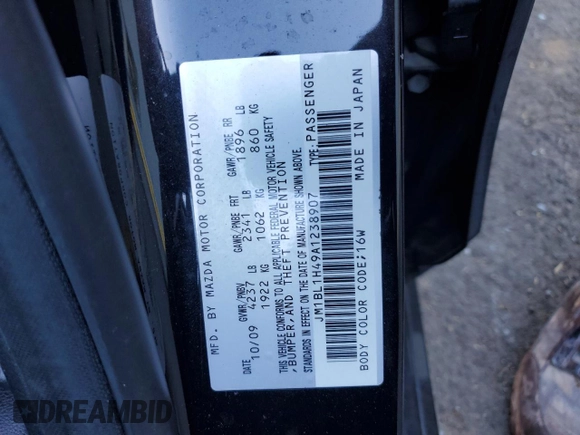 MFD. BY MAZDA MOTOR CORPORATION
DATE GVWR/PNBV GAWR/PNBE FRT GAWR/PNBE RR
10/09 4237 LB 2341 LB 1896 LB
1922 KG 1062 KG 860 KG
THIS VEHICLE CONFORMS TO ALL APPLICABLE FEDERAL MOTOR VEHICLE SAFETY
,BUMPER,AND THEFT PREVENTION
STANDARDS IN EFFECT ON THE DATE OF MANUFACTURE SHOWN ABOVE.
JM1BL1H49A1238907 TYPE:PASSENGER
BODY COLOR CODE;16W MADE IN JAPAN
DREAMBID